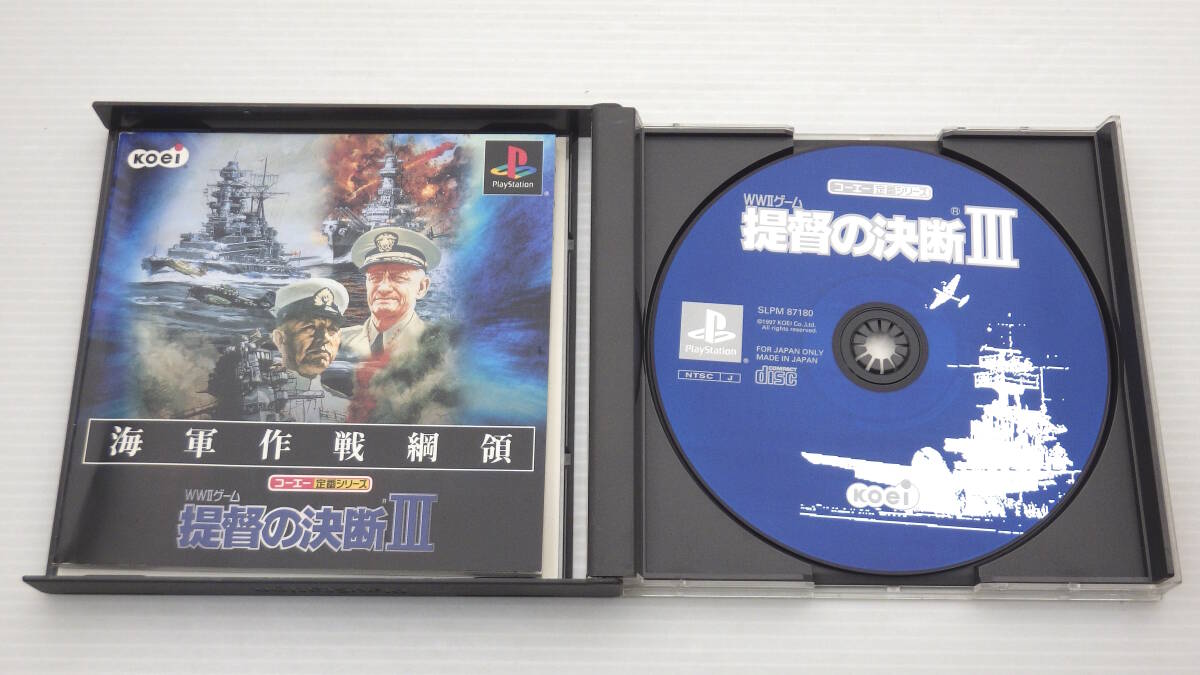 KOEI
PlayStation
海軍作戦綱領
コーエー 定番シリーズ
WWIIゲーム
提督の決断III
コーエー 定番シリーズ
WWIIゲーム
提督の決断®III
SLPM 87180
©1997 KOEI Co.,Ltd.
All rights reserved.
PlayStation
FOR JAPAN ONLY
MADE IN JAPAN
NTSC J
COMPACT
disc
KOEI